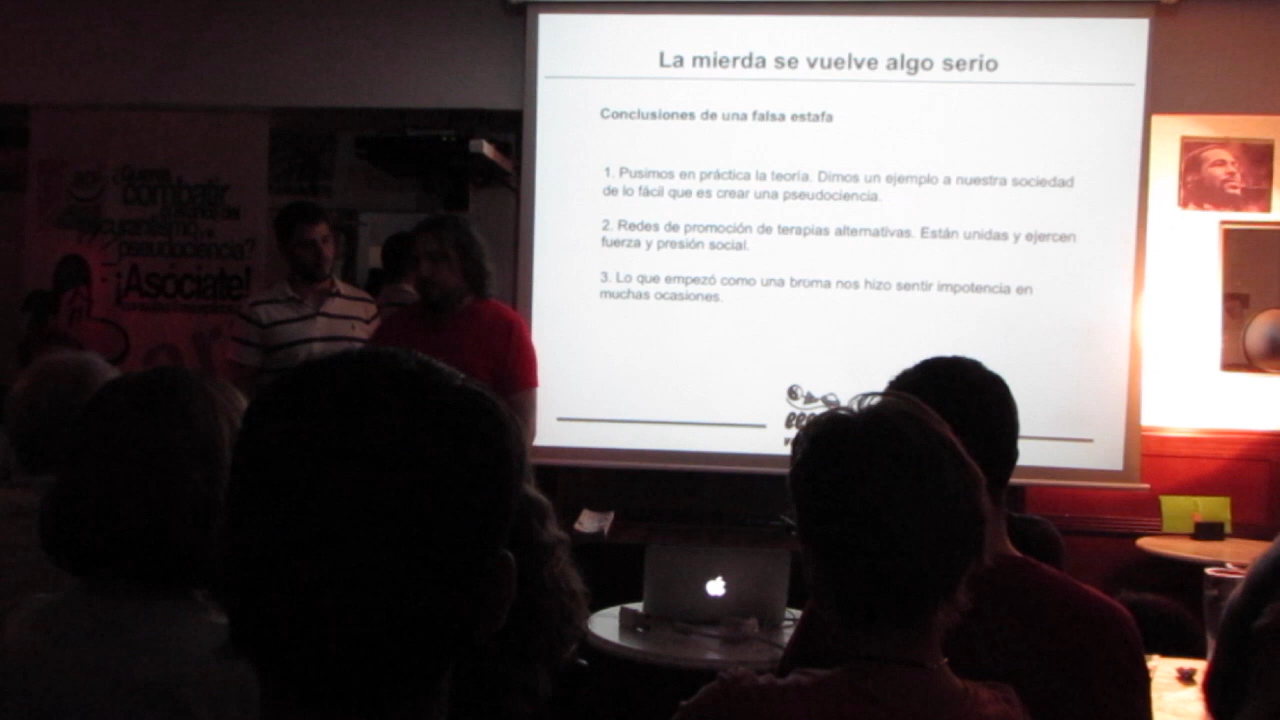 La mierda se vuelve algo serio
Conclusiones de una falsa estafa
1. Pusimos en práctica la teoría. Dimos un ejemplo a nuestra sociedad
de lo fácil que es crear una pseudociencia.
2. Redes de promoción de terapias alternativas. Están unidas y ejercen
fuerza y presión social.
3. Lo que empezó como una broma nos hizo sentir impotencia en
muchas ocasiones.
¿Quieres
combatir
pseudociencia?
¡Asóciate!